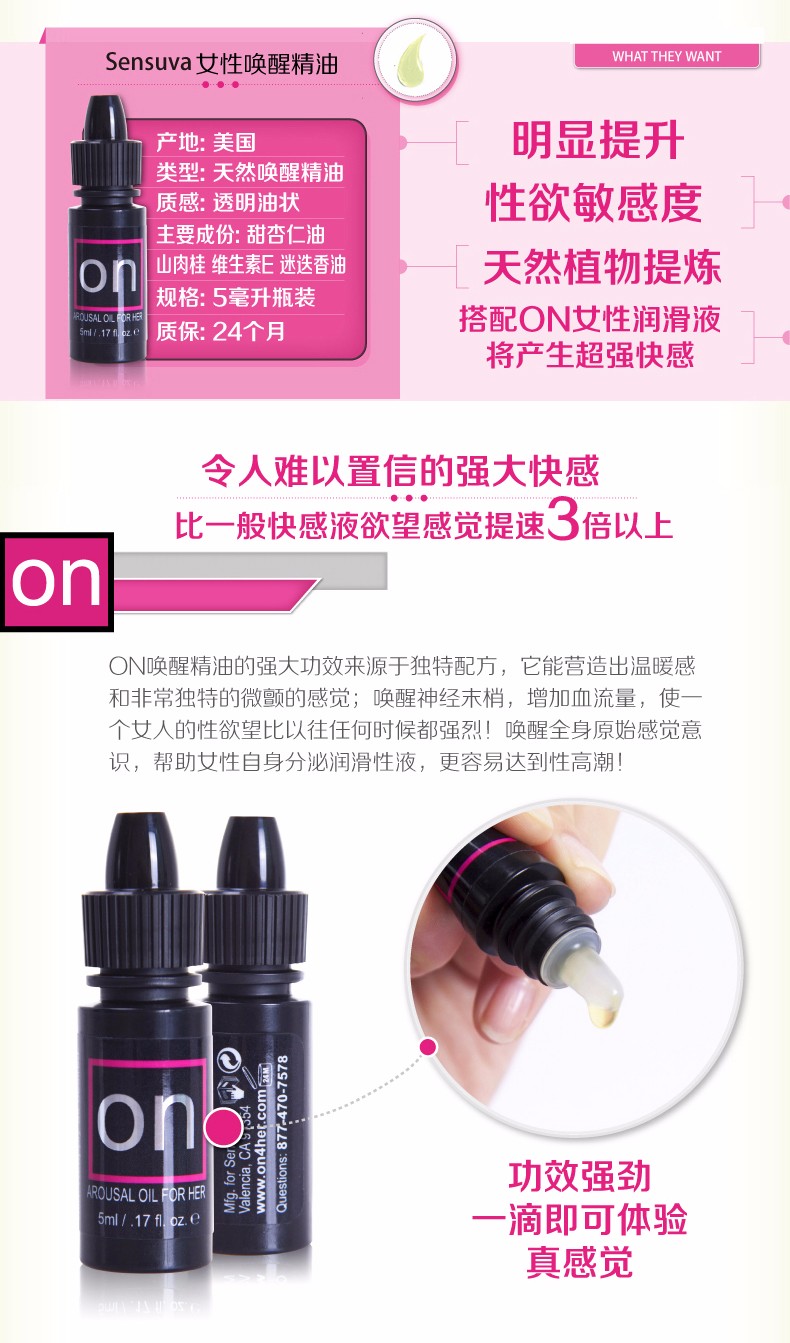 Sensuva 女性唤醒精油
WHAT THEY WANT
产地: 美国
类型: 天然唤醒精油
质感: 透明油状
主要成份: 甜杏仁油
山肉桂 维生素E 迷迭香油
规格: 5毫升瓶装
质保: 24个月
on
AROUSAL OIL FOR HER
5ml / .17 fl. oz. e
明显提升
性欲敏感度
天然植物提炼
搭配ON女性润滑液
将产生超强快感
令人难以置信的强大快感
比一般快感液欲望感觉提速3倍以上
on
ON唤醒精油的强大功效来源于独特配方，它能营造出温暖感
和非常独特的微颤的感觉；唤醒神经末梢，增加血流量，使一
个女人的性欲望比以往任何时候都强烈！唤醒全身原始感觉意
识，帮助女性自身分泌润滑性液，更容易达到性高潮！
on
AROUSAL OIL FOR HER
5ml / .17 fl. oz. e
Mfg. for Sen
Valencia, CA 91354
www.on4her.com
24M
Questions: 877-470-7578
功效强劲
一滴即可体验
真感觉